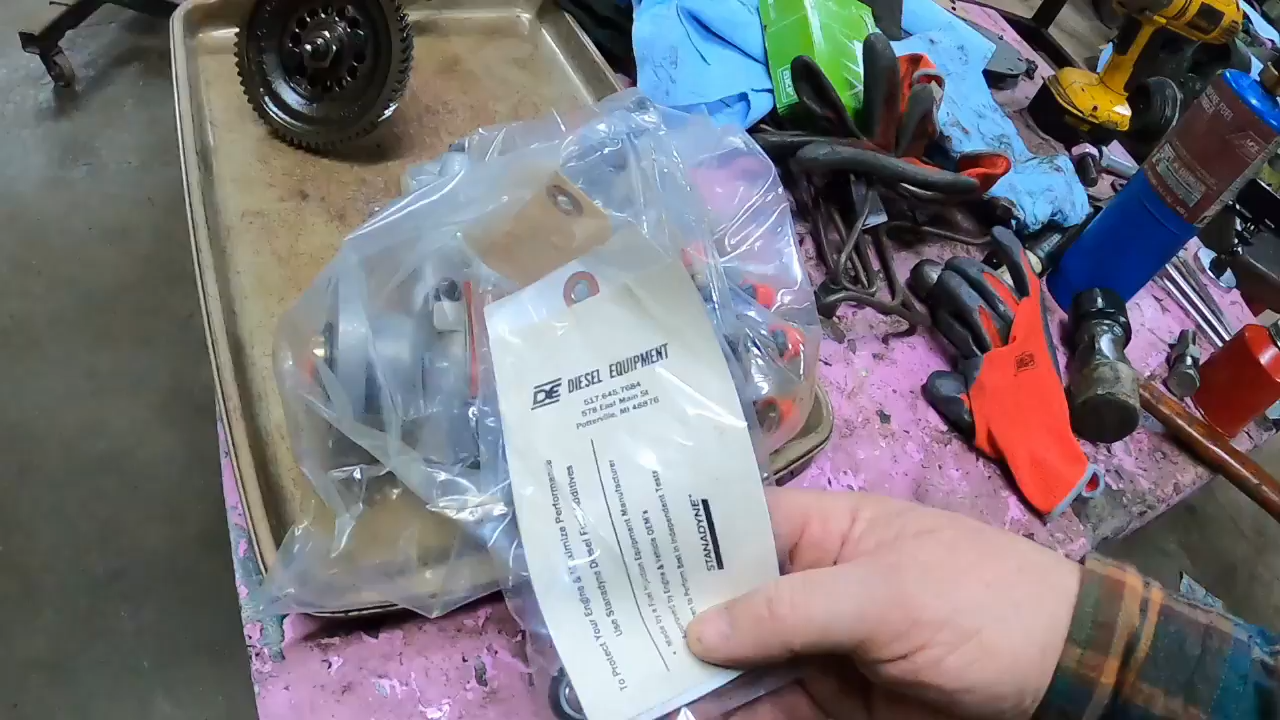 DE DIESEL EQUIPMENT
517.645.7684
578 East Main St
Potterville, MI 48876
To Protect Your Engine & Maximize Performance
Use Stanadyne Diesel Fuel Additives
Made by a Fuel Injection Equipment Manufacturer
by Engine & Vehicle OEM's
to Perform Best in Independent Tests
STANADYNE